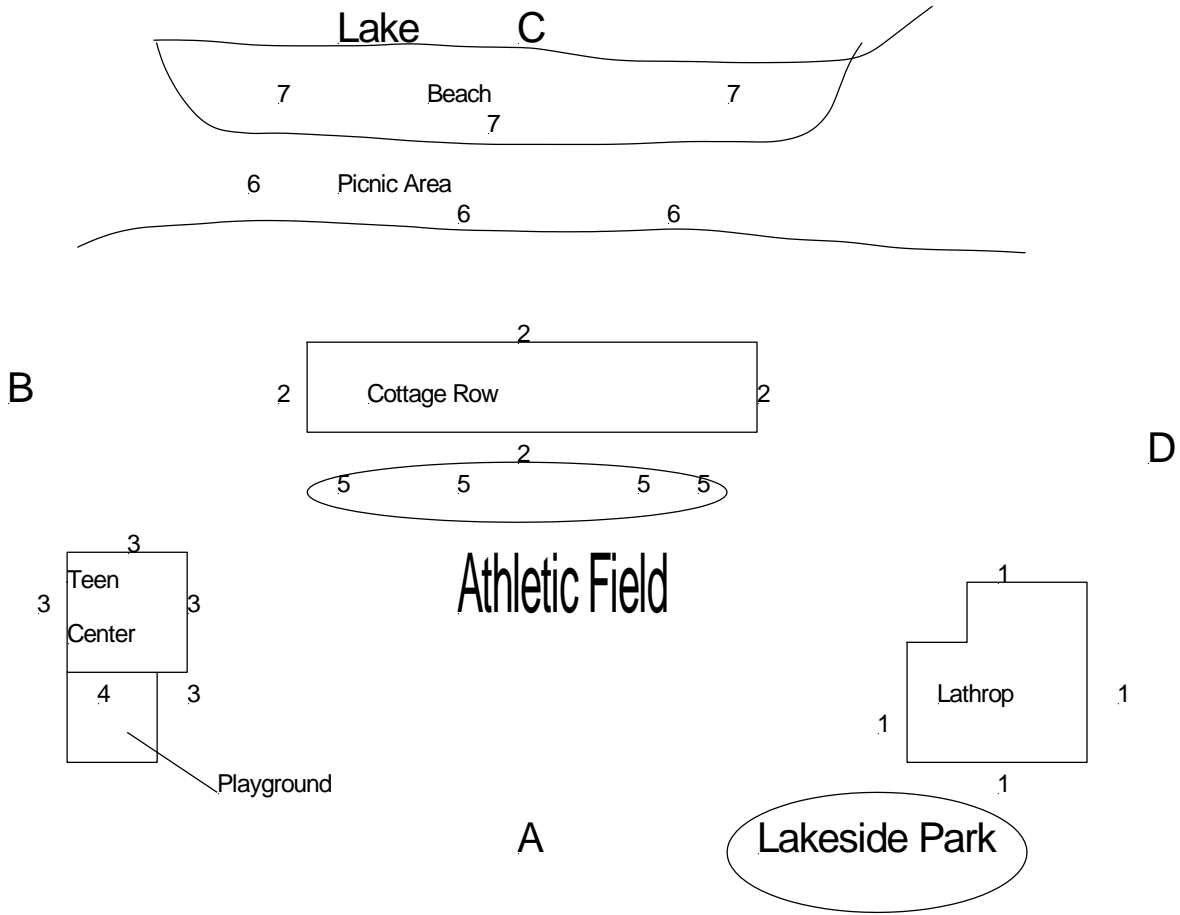 Lake C
7 Beach 7
7
6 Picnic Area
6 6
2
B 2 Cottage Row 2
D
2
5 5 5 5
3
Teen Athletic Field 1
3 3
Center
4 3 Lathrop 1
1
Playground 1
A Lakeside Park